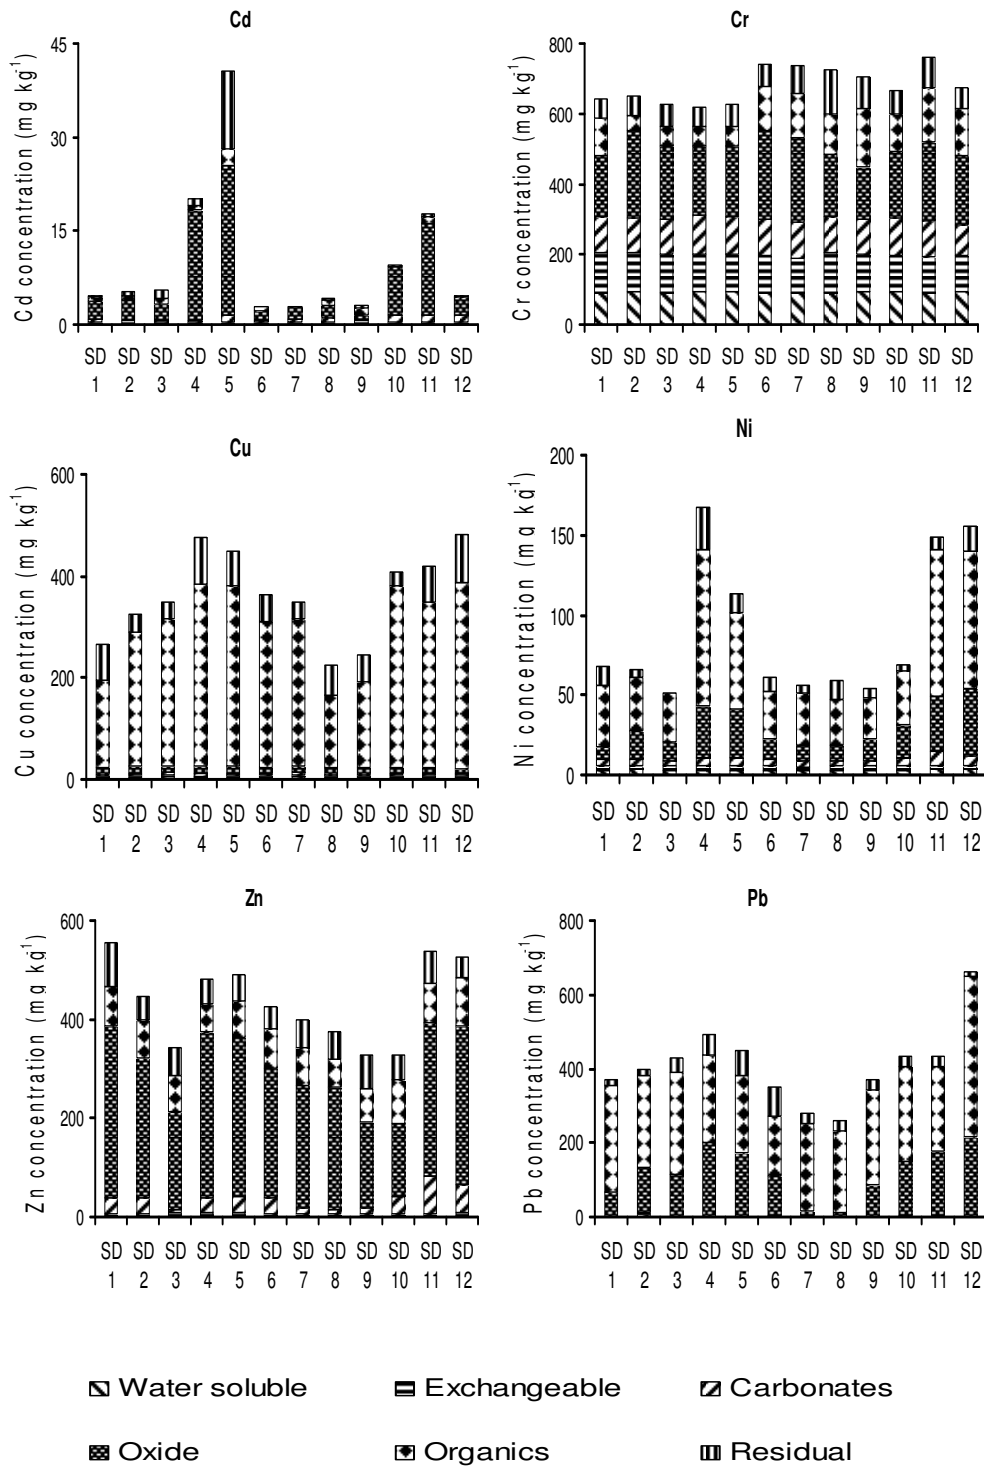 Cd
Cd concentration (mg kg-1)
45
30
15
0
SD SD SD SD SD SD SD SD SD SD SD SD
1 2 3 4 5 6 7 8 9 10 11 12
Cr
Cr concentration (mg kg-1)
800
600
400
200
0
SD SD SD SD SD SD SD SD SD SD SD SD
1 2 3 4 5 6 7 8 9 10 11 12
Cu
Cu concentration (mg kg-1)
600
400
200
0
SD SD SD SD SD SD SD SD SD SD SD SD
1 2 3 4 5 6 7 8 9 10 11 12
Ni
Ni concentration (mg kg-1)
200
150
100
50
0
SD SD SD SD SD SD SD SD SD SD SD SD
1 2 3 4 5 6 7 8 9 10 11 12
Zn
Zn concentration (mg kg-1)
600
400
200
0
SD SD SD SD SD SD SD SD SD SD SD SD
1 2 3 4 5 6 7 8 9 10 11 12
Pb
Pb concentration (mg kg-1)
800
600
400
200
0
SD SD SD SD SD SD SD SD SD SD SD SD
1 2 3 4 5 6 7 8 9 10 11 12
Water soluble Exchangeable Carbonates
Oxide Organics Residual